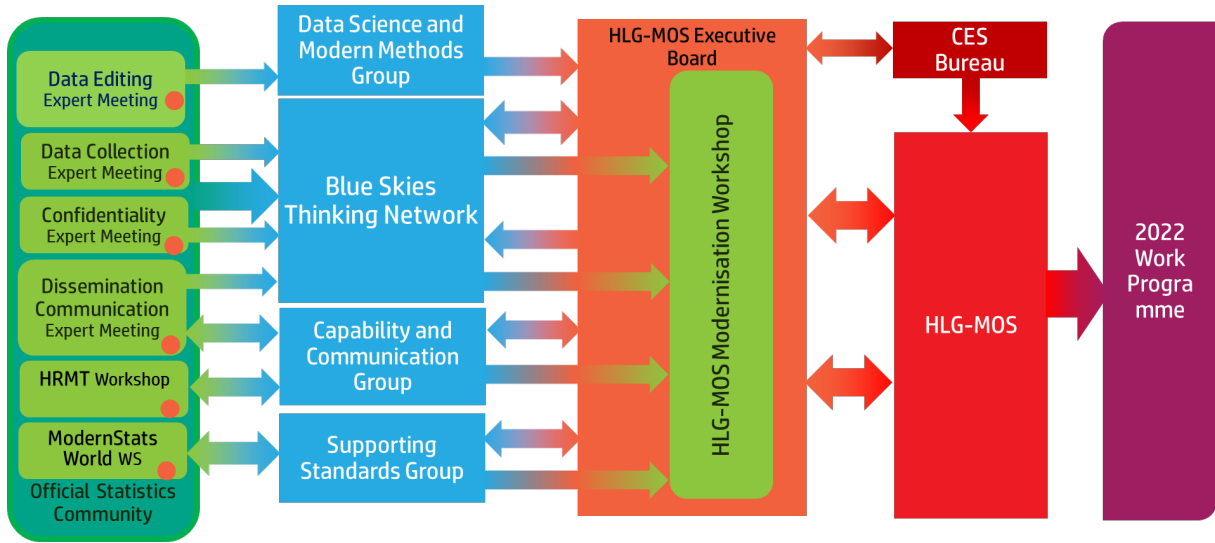 Data Editing
Expert Meeting
Data Collection
Expert Meeting
Confidentiality
Expert Meeting
Dissemination
Communication
Expert Meeting
HRMT Workshop
ModernStats
World WS
Official Statistics
Community
Data Science and
Modern Methods
Group
Blue Skies
Thinking Network
Capability and
Communication
Group
Supporting
Standards Group
HLG-MOS Executive
Board
HLG-MOS Modernisation Workshop
CES
Bureau
HLG-MOS
2022
Work
Progra
mme